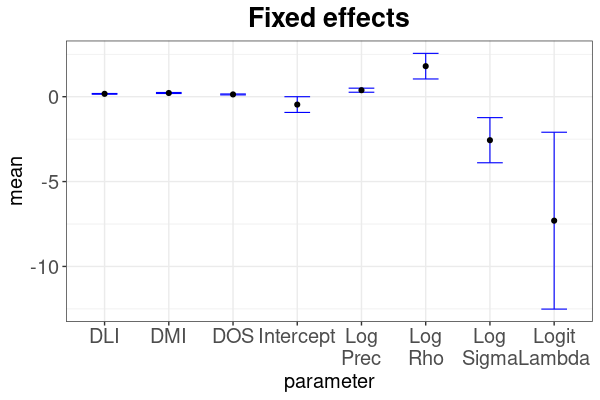 Fixed effects
mean
0
-5
-10
DLI DMI DOS Intercept Log Log Log Logit
Prec Rho Sigma Lambda
parameter